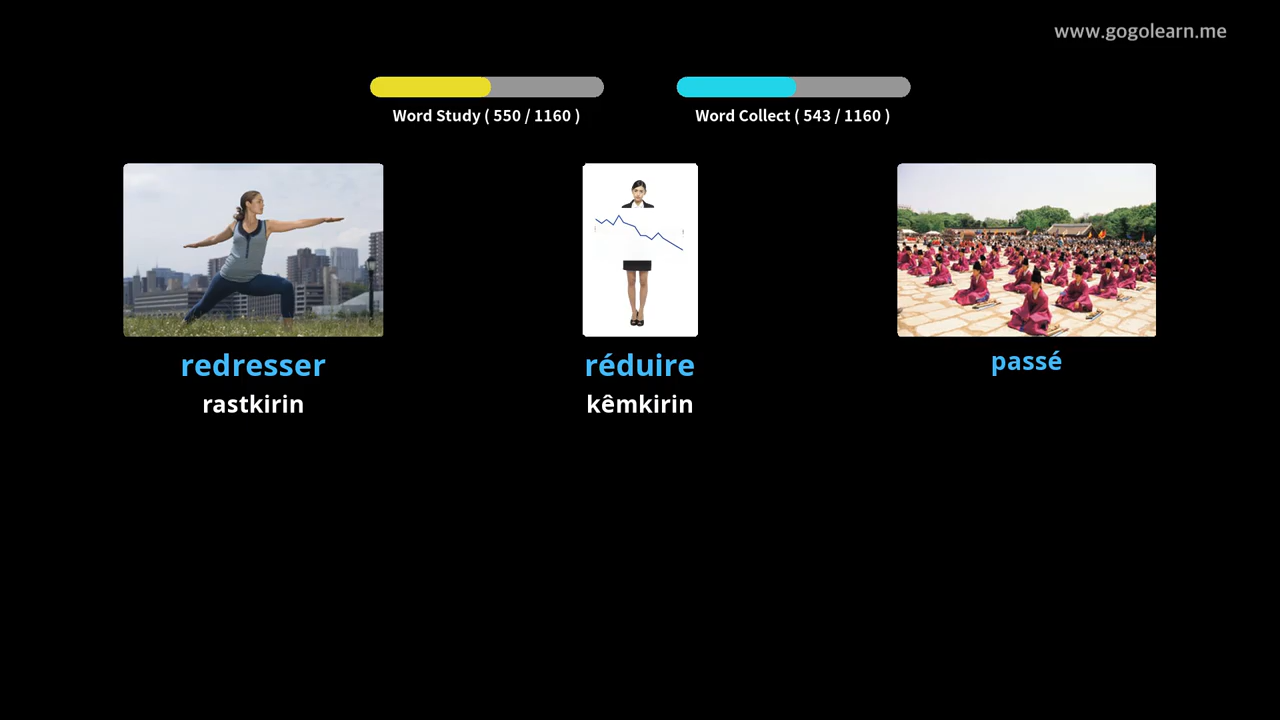 www.gogolearn.me
Word Study ( 550 / 1160 )
Word Collect ( 543 / 1160 )
redresser
rastkirin
réduire
kêmkirin
passé